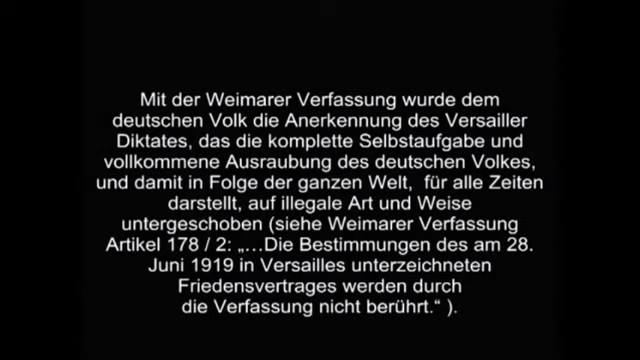 Mit der Weimarer Verfassung wurde dem
deutschen Volk die Anerkennung des Versailler
Diktates, das die komplette Selbstaufgabe und
vollkommene Ausraubung des deutschen Volkes,
und damit in Folge der ganzen Welt, für alle Zeiten
darstellt, auf illegale Art und Weise
untergeschoben (siehe Weimarer Verfassung
Artikel 178 / 2: „...Die Bestimmungen des am 28.
Juni 1919 in Versailles unterzeichneten
Friedensvertrages werden durch
die Verfassung nicht berührt.“ ).